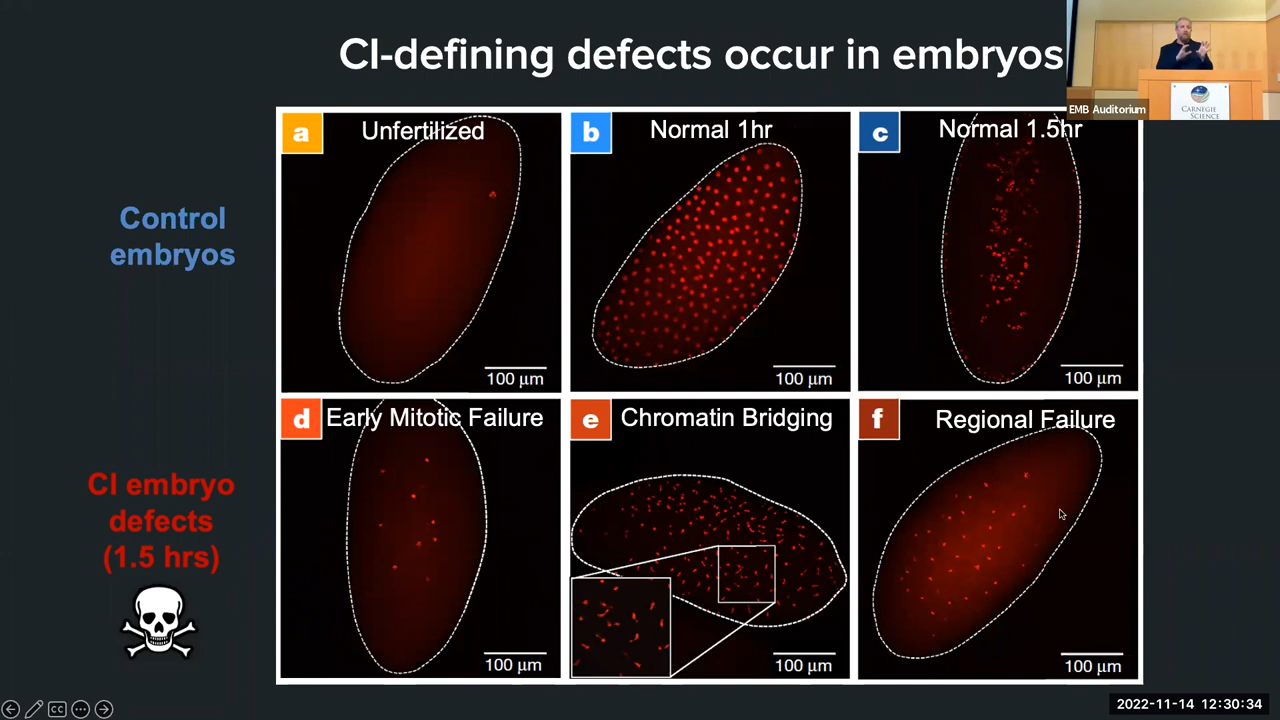 CI-defining defects occur in embryos
EMB Auditorium
CARNEGIE
SCIENCE
Control
embryos
a
Unfertilized
100 μm
b
Normal 1hr
100 μm
c
Normal 1.5hr
100 μm
CI embryo
defects
(1.5 hrs)
d
Early Mitotic Failure
100 μm
e
Chromatin Bridging
100 μm
f
Regional Failure
100 μm
CC
2022-11-14 12:30:34